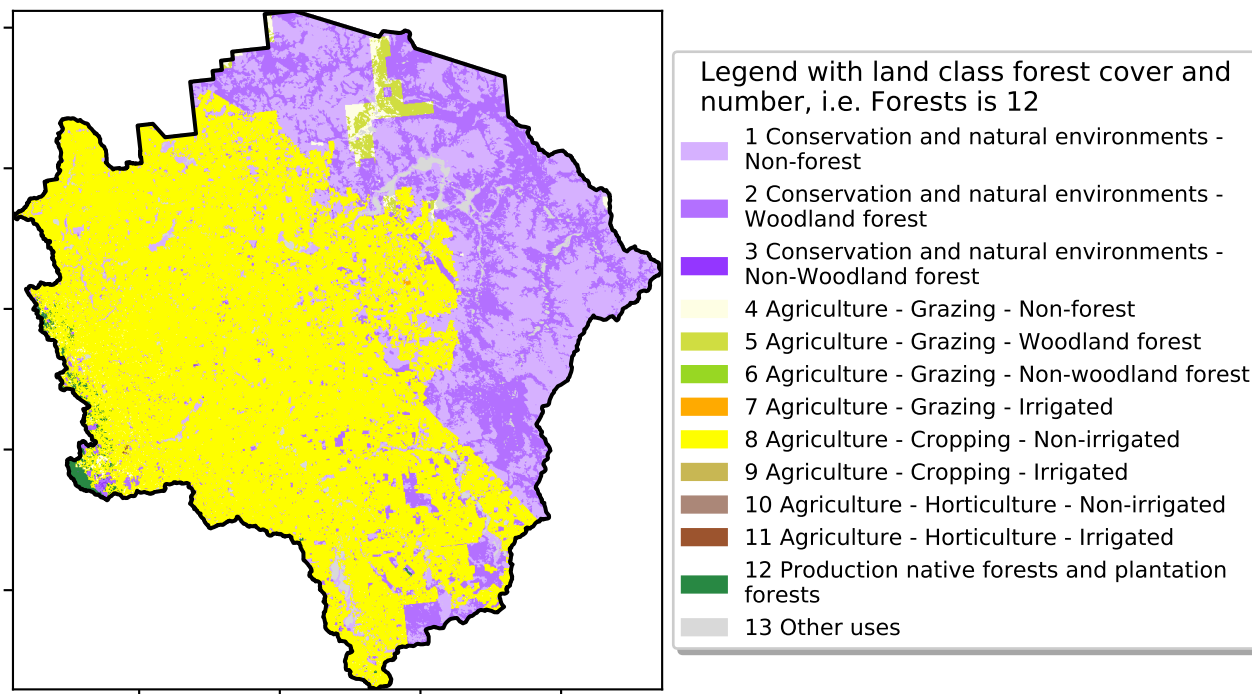 Legend with land class forest cover and
number, i.e. Forests is 12
1 Conservation and natural environments -
Non-forest
2 Conservation and natural environments -
Woodland forest
3 Conservation and natural environments -
Non-Woodland forest
4 Agriculture - Grazing - Non-forest
5 Agriculture - Grazing - Woodland forest
6 Agriculture - Grazing - Non-woodland forest
7 Agriculture - Grazing - Irrigated
8 Agriculture - Cropping - Non-irrigated
9 Agriculture - Cropping - Irrigated
10 Agriculture - Horticulture - Non-irrigated
11 Agriculture - Horticulture - Irrigated
12 Production native forests and plantation
forests
13 Other uses